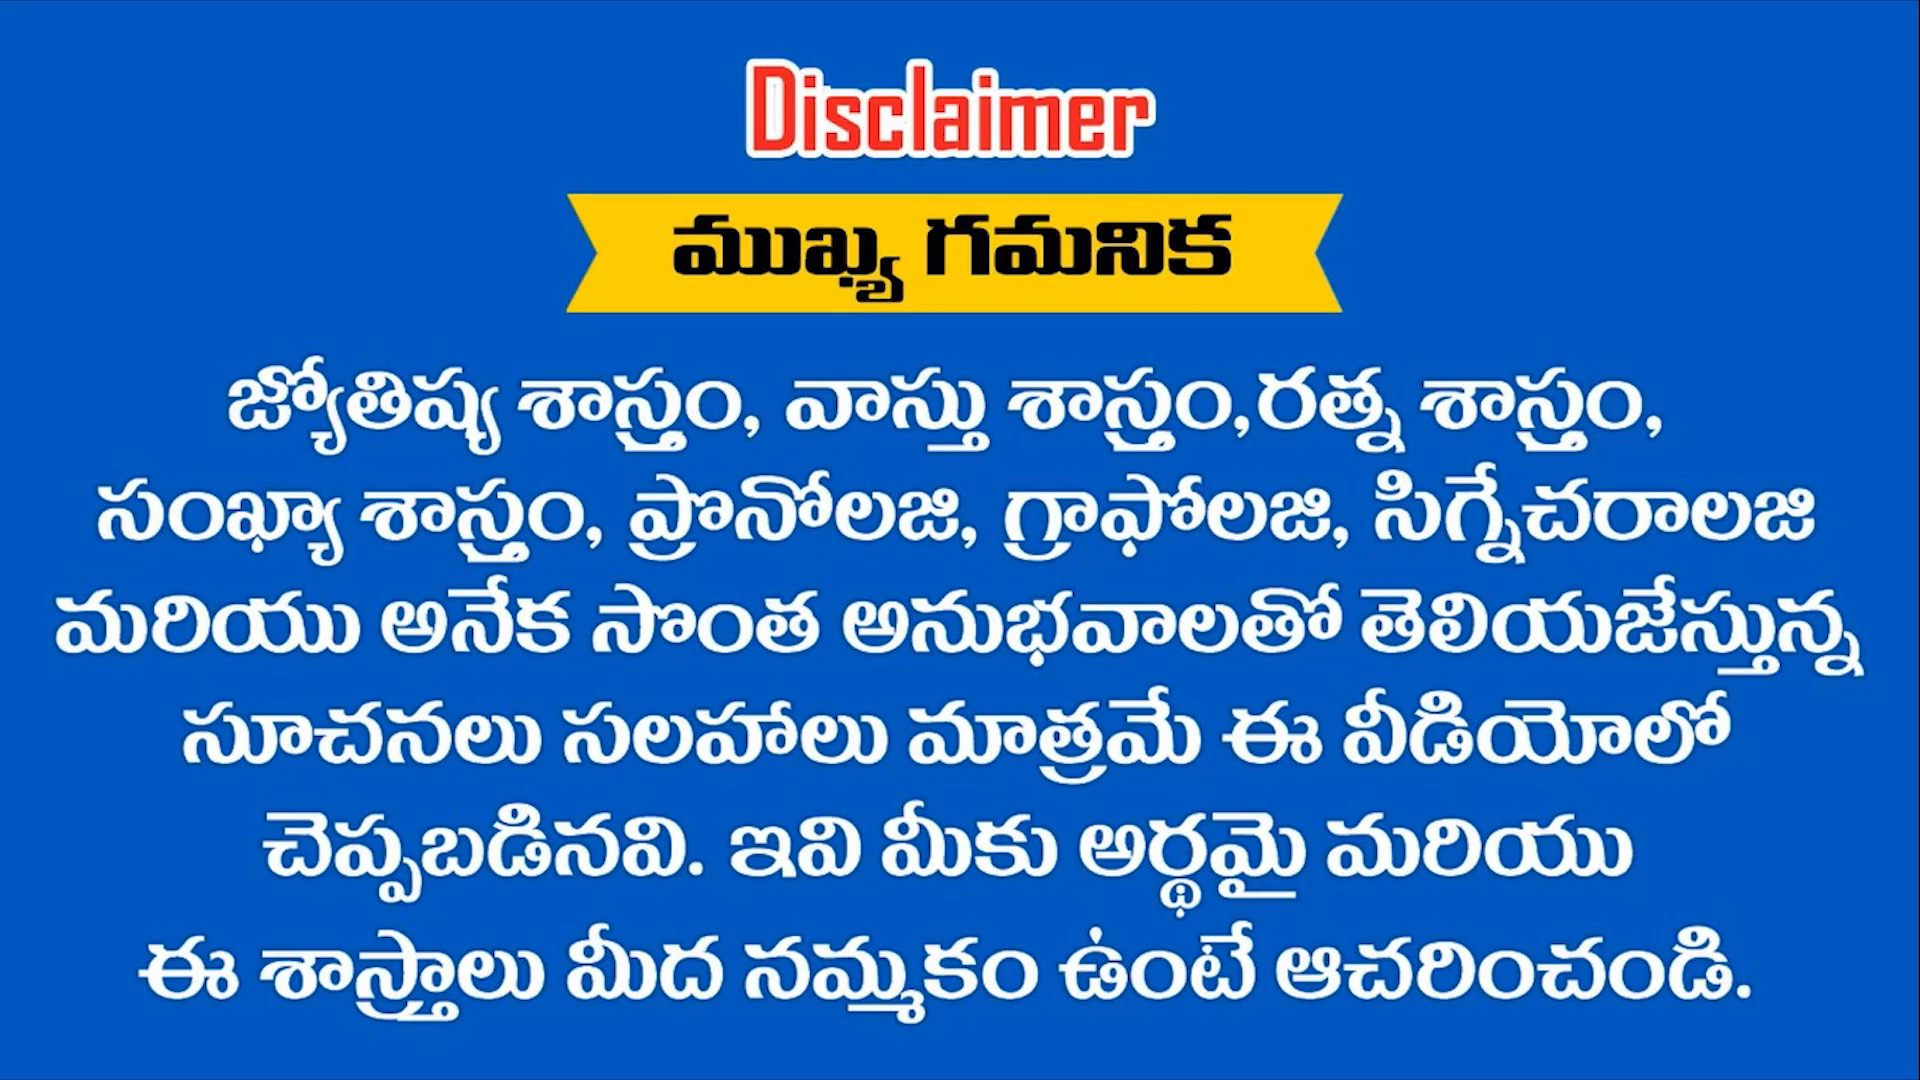 Disclaimer
ముఖ్య గమనిక
జ్యోతిష్య శాస్త్రం, వాస్తు శాస్త్రం,రత్న శాస్త్రం,
సంఖ్యా శాస్త్రం, ప్రొనోలజి, గ్రాఫోలజి, సిగ్నేచరాలజి
మరియు అనేక సొంత అనుభవాలతో తెలియజేస్తున్న
సూచనలు సలహాలు మాత్రమే ఈ వీడియోలో
చెప్పబడినవి. ఇవి మీకు అర్థమై మరియు
ఈ శాస్త్రాలు మీద నమ్మకం ఉంటే ఆచరించండి.